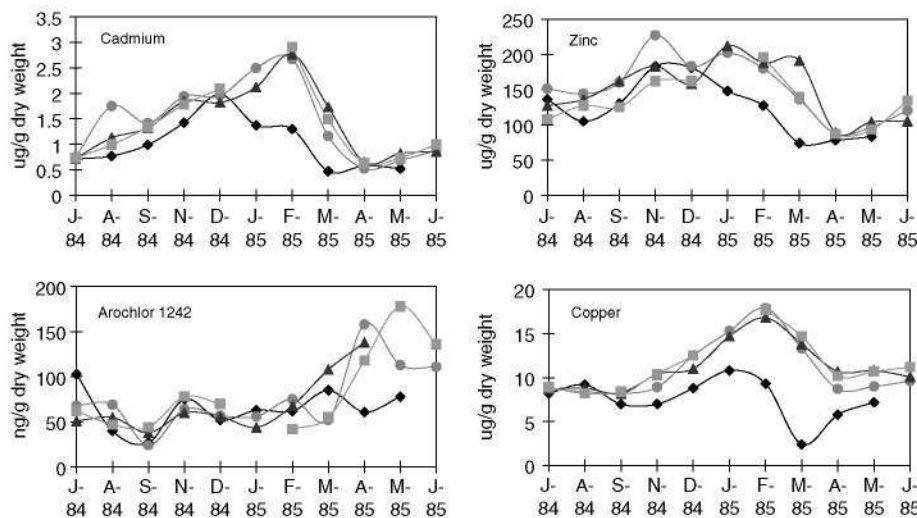 3.5
3
2.5
2
1.5
1
0.5
0
ug/g dry weight
Cadmium
J- A- S- N- D- J- F- M- A- M- J-
84 84 84 84 84 85 85 85 85 85 85
250
200
150
100
50
0
ug/g dry weight
Zinc
J- A- S- N- D- J- F- M- A- M- J-
84 84 84 84 84 85 85 85 85 85 85
200
150
100
50
0
ng/g dry weight
Arochlor 1242
J- A- S- N- D- J- F- M- A- M- J-
84 84 84 84 84 85 85 85 85 85 85
20
15
10
5
0
ug/g dry weight
Copper
J- A- S- N- D- J- F- M- A- M- J-
84 84 84 84 84 85 85 85 85 85 85